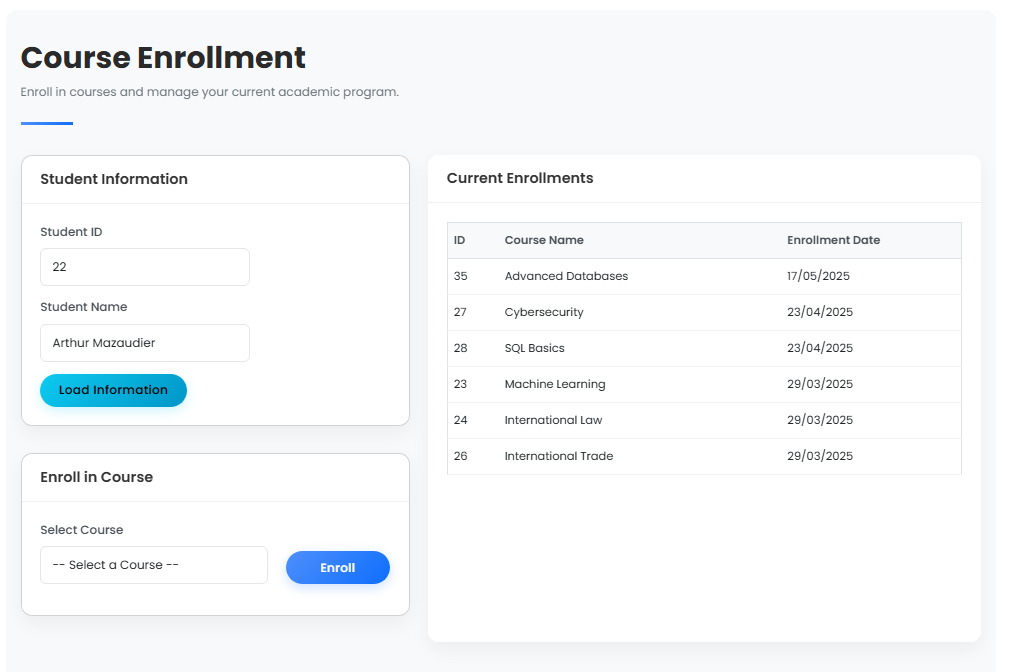 Course Enrollment
Enroll in courses and manage your current academic program.
Student Information
Student ID
22
Student Name
Arthur Mazaudier
Load Information
Enroll in Course
Select Course
-- Select a Course --
Enroll
Current Enrollments
ID Course Name Enrollment Date
35 Advanced Databases 17/05/2025
27 Cybersecurity 23/04/2025
28 SQL Basics 23/04/2025
23 Machine Learning 29/03/2025
24 International Law 29/03/2025
26 International Trade 29/03/2025